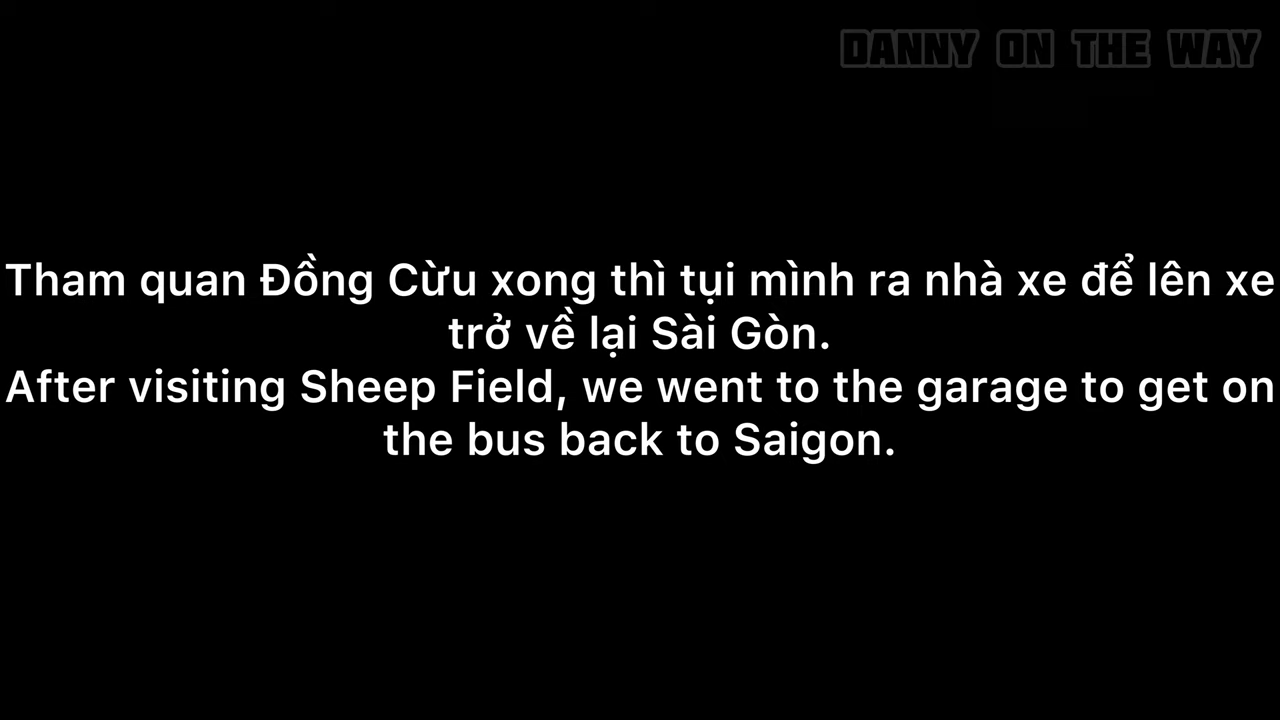 DANNY ON THE WAY
Tham quan Đồng Cừu xong thì tụi mình ra nhà xe để lên xe
trở về lại Sài Gòn.
After visiting Sheep Field, we went to the garage to get on
the bus back to Saigon.